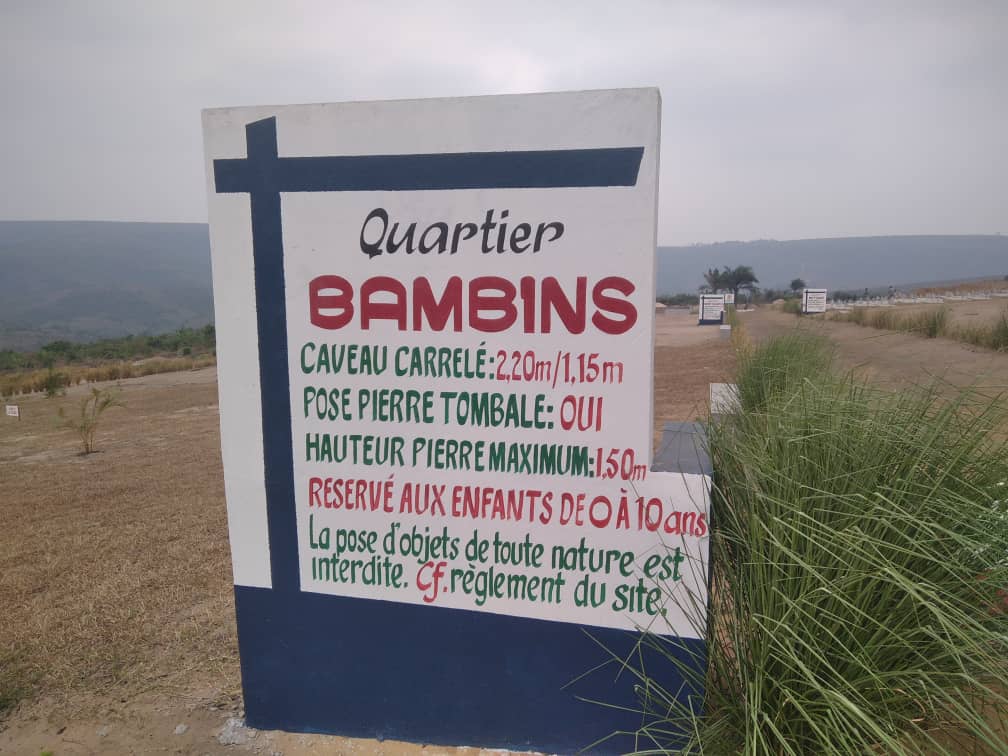 Quartier
BAMBINS
CAVEAU CARRELÉ: 2,20m/1,15m
POSE PIERRE TOMBALE: OUI
HAUTEUR PIERRE MAXIMUM: 1,50m
RESERVÉ AUX ENFANTS DE 0 À 10 ans
La pose d'objets de toute nature est
interdite. Cf. règlement du site.